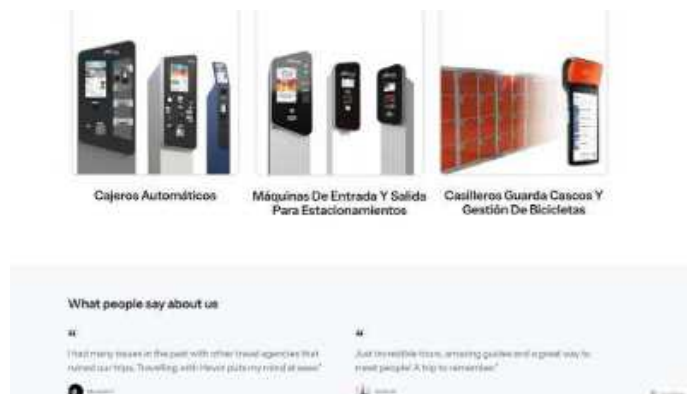 Cajeros Automáticos
Máquinas De Entrada Y Salida
Para Estacionamientos
Casilleros Guarda Cascos Y
Gestión De Bicicletas
What people say about us
“
I had many issues in the past with other travel agencies that
ruined our trips. Travelling with Hevor puts my mind at ease"
“
Just incredible tours, amazing guides and a great way to
meet people! A trip to remember"